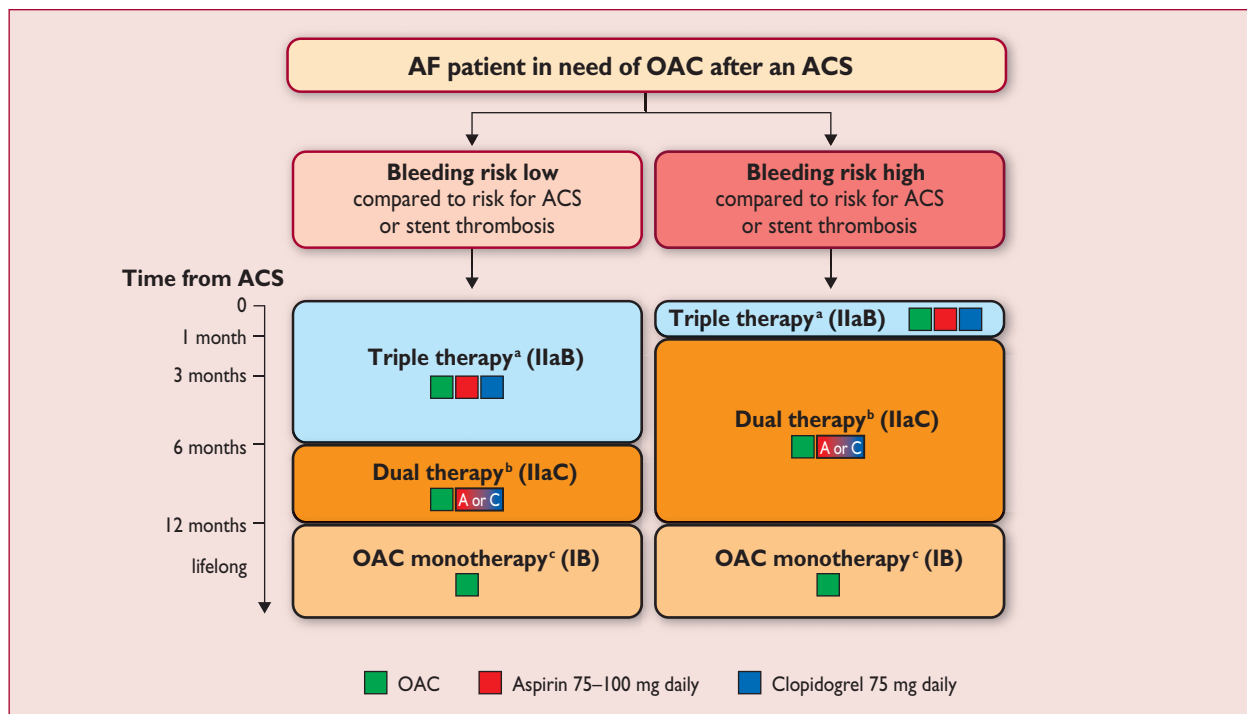 AF patient in need of OAC after an ACS
Bleeding risk low
compared to risk for ACS
or stent thrombosis
Bleeding risk high
compared to risk for ACS
or stent thrombosis
Time from ACS
0
1 month
3 months
6 months
12 months
lifelong
Triple therapyᵃ (IIaB)
Dual therapyᵇ (IIaC)
A or C
OAC monotherapyᶜ (IB)
Triple therapyᵃ (IIaB)
Dual therapyᵇ (IIaC)
A or C
OAC monotherapyᶜ (IB)
OAC
Aspirin 75–100 mg daily
Clopidogrel 75 mg daily